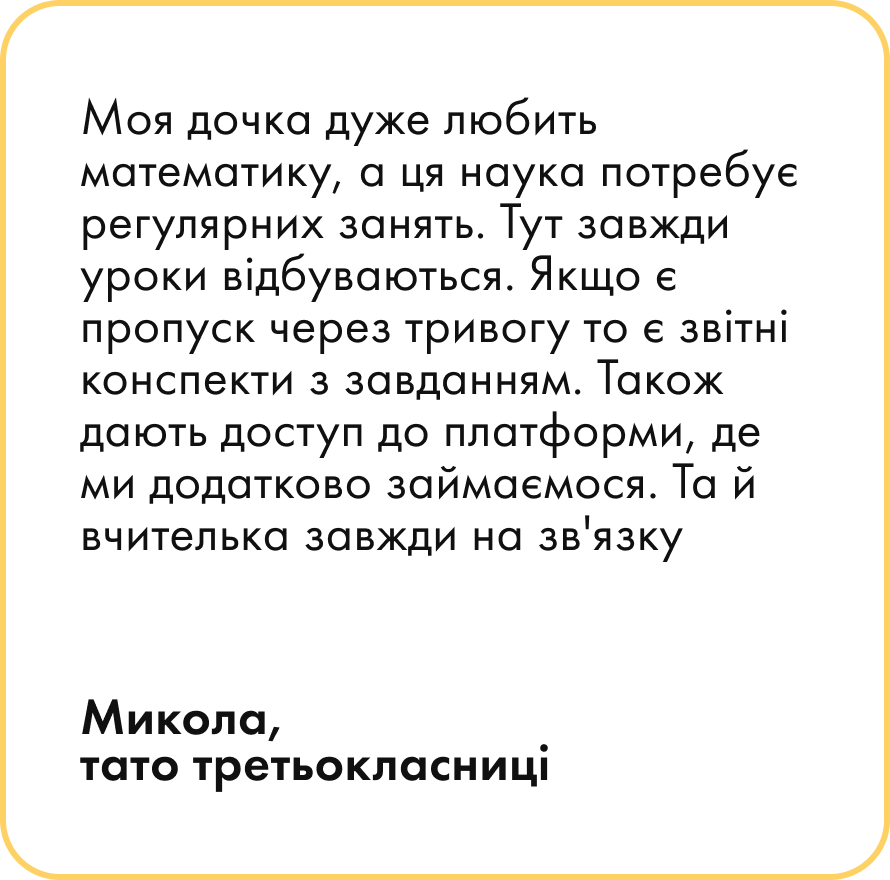 Моя дочка дуже любить
математику, а ця наука потребує
регулярних занять. Тут завжди
уроки відбуваються. Якщо є
пропуск через тривогу то є звітні
конспекти з завданням. Також
дають доступ до платформи, де
ми додатково займаємося. Та й
вчителька завжди на зв'язку
Микола,
тато третьокласниці